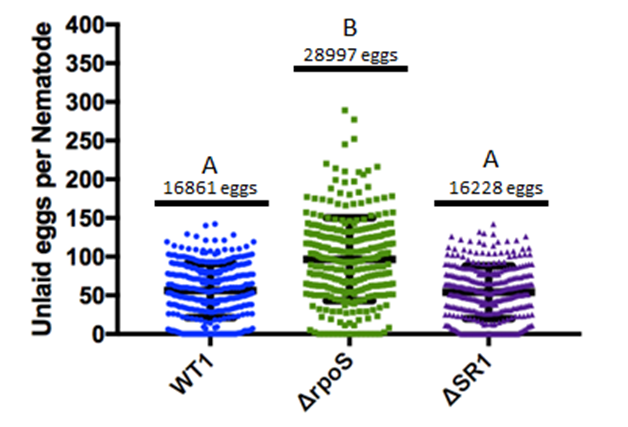 Unlaid eggs per Nematode
400
350
300
250
200
150
100
50
0
A
16861 eggs
B
28997 eggs
A
16228 eggs
WT1
ΔrpoS
ΔSR1